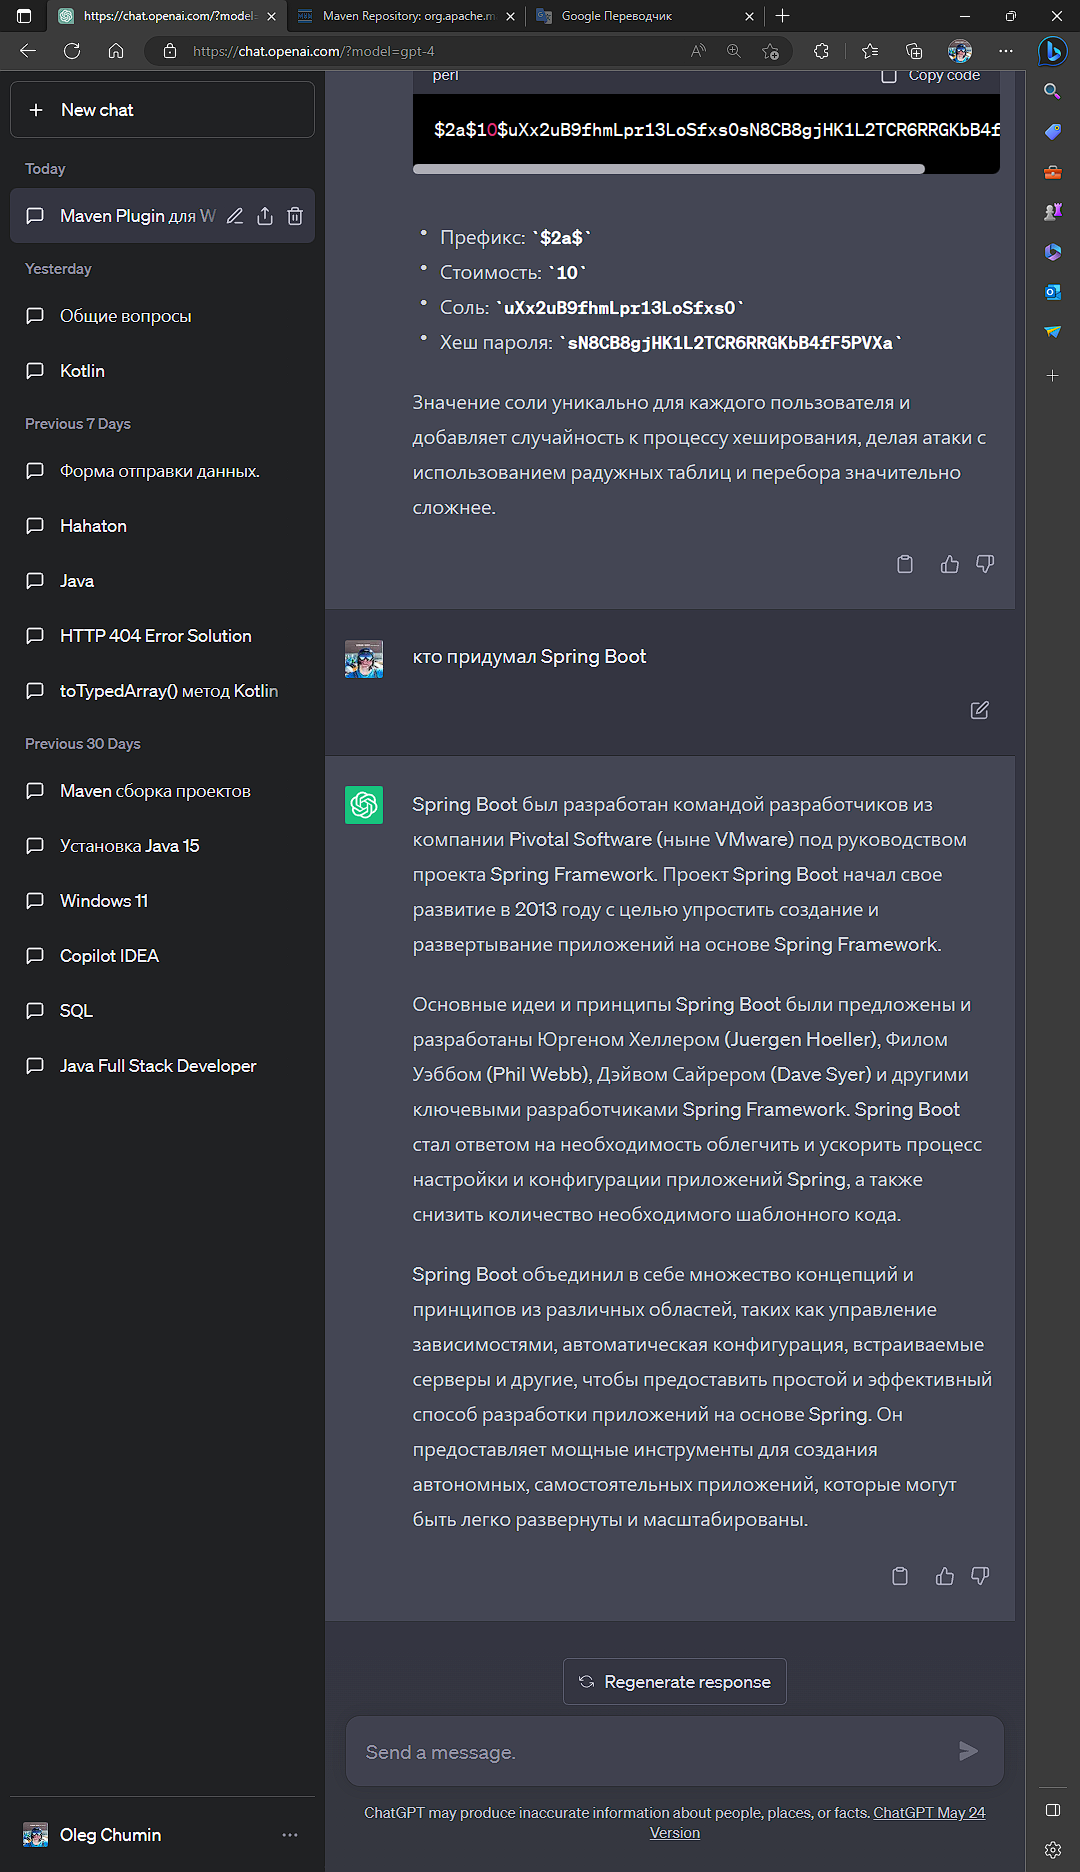 https://chat.openai.com/?model=
Maven Repository: org.apache.m
Google Переводчик
https://chat.openai.com/?model=gpt-4
New chat
Today
Maven Plugin для W
Yesterday
Общие вопросы
Kotlin
Previous 7 Days
Форма отправки данных.
Hahaton
Java
HTTP 404 Error Solution
toTypedArray() метод Kotlin
Previous 30 Days
Maven сборка проектов
Установка Java 15
Windows 11
Copilot IDEA
SQL
Java Full Stack Developer
Oleg Chumin
perl
Copy code
$2a$10$uXx2uB9fhmLpr13LoSfxsOsN8CB8gjHK1L2TCR6RRGKbB4f
• Префикс: `$2a$`
• Стоимость: `10`
• Соль: `uXx2uB9fhmLpr13LoSfxsO`
• Хеш пароля: `sN8CB8gjHK1L2TCR6RRGKbB4fF5PVXa`
Значение соли уникально для каждого пользователя и
добавляет случайность к процессу хеширования, делая атаки с
использованием радужных таблиц и перебора значительно
сложнее.
кто придумал Spring Boot
Spring Boot был разработан командой разработчиков из
компании Pivotal Software (ныне VMware) под руководством
проекта Spring Framework. Проект Spring Boot начал свое
развитие в 2013 году с целью упростить создание и
развертывание приложений на основе Spring Framework.
Основные идеи и принципы Spring Boot были предложены и
разработаны Юргеном Хеллером (Juergen Hoeller), Филом
Уэббом (Phil Webb), Дэйвом Сайрером (Dave Syer) и другими
ключевыми разработчиками Spring Framework. Spring Boot
стал ответом на необходимость облегчить и ускорить процесс
настройки и конфигурации приложений Spring, а также
снизить количество необходимого шаблонного кода.
Spring Boot объединил в себе множество концепций и
принципов из различных областей, таких как управление
зависимостями, автоматическая конфигурация, встраиваемые
серверы и другие, чтобы предоставить простой и эффективный
способ разработки приложений на основе Spring. Он
предоставляет мощные инструменты для создания
автономных, самостоятельных приложений, которые могут
быть легко развернуты и масштабированы.
Regenerate response
Send a message.
ChatGPT may produce inaccurate information about people, places, or facts. ChatGPT May 24
Version